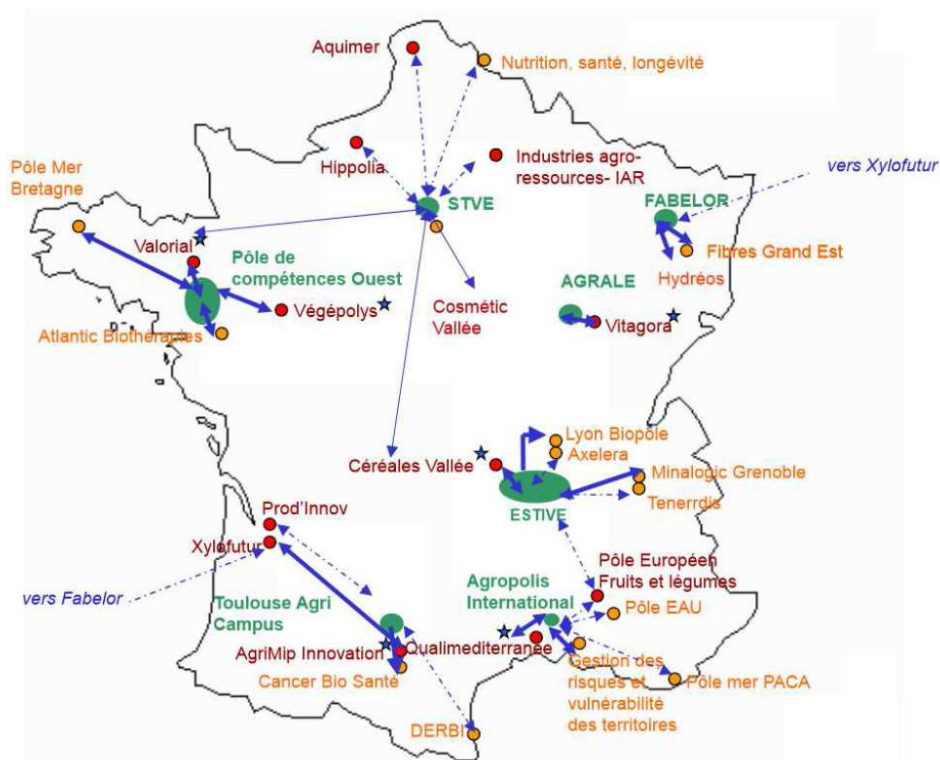 Aquimer
Nutrition, santé, longévité
Hippolia
Industries agro-
ressources- IAR
vers Xylofutur
Pôle Mer
Bretagne
STVE
FABELOR
Valorial
Pôle de
compétences Ouest
Fibres Grand Est
Hydréos
AGRALE
Cosmétic
Vallée
Végépolys
Vitagora
Atlantic Biothérapies
Lyon Biopôle
Axelera
Céréales Vallée
Minalogic Grenoble
Tenerrdis
ESTIVE
Prod'Innov
Xylofutur
Pôle Européen
Fruits et légumes
vers Fabelor
Toulouse Agri
Campus
Agropolis
International
Pôle EAU
AgriMip Innovation
Qualimediterranée
Cancer Bio Santé
Gestion des
risques et
vulnérabilité
des territoires
Pôle mer PACA
DERBI